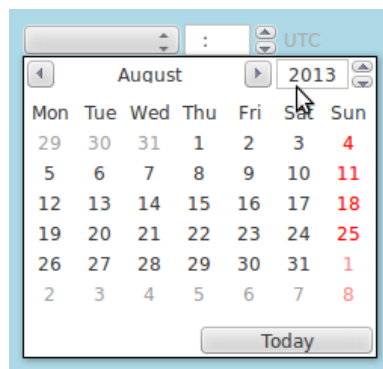 : UTC
August 2013
Mon Tue Wed Thu Fri Sat Sun
29 30 31 1 2 3 4
5 6 7 8 9 10 11
12 13 14 15 16 17 18
19 20 21 22 23 24 25
26 27 28 29 30 31 1
2 3 4 5 6 7 8
Today